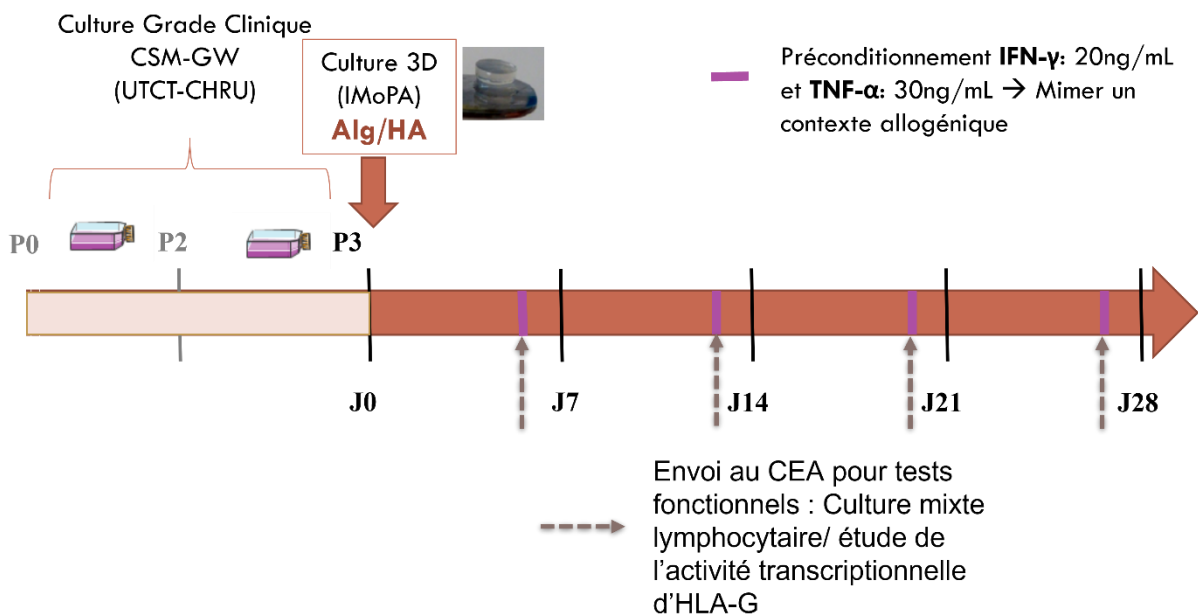 Culture Grade Clinique
CSM-GW
(UTCT-CHRU)
Culture 3D
(IMoPA)
Alg/HA
Préconditionnement IFN-γ: 20ng/mL
et TNF-α: 30ng/mL → Mimer un
contexte allogénique
P0
P2
P3
J0
J7
J14
J21
J28
Envoi au CEA pour tests
fonctionnels : Culture mixte
lymphocytaire/ étude de
l’activité transcriptionnelle
d’HLA-G